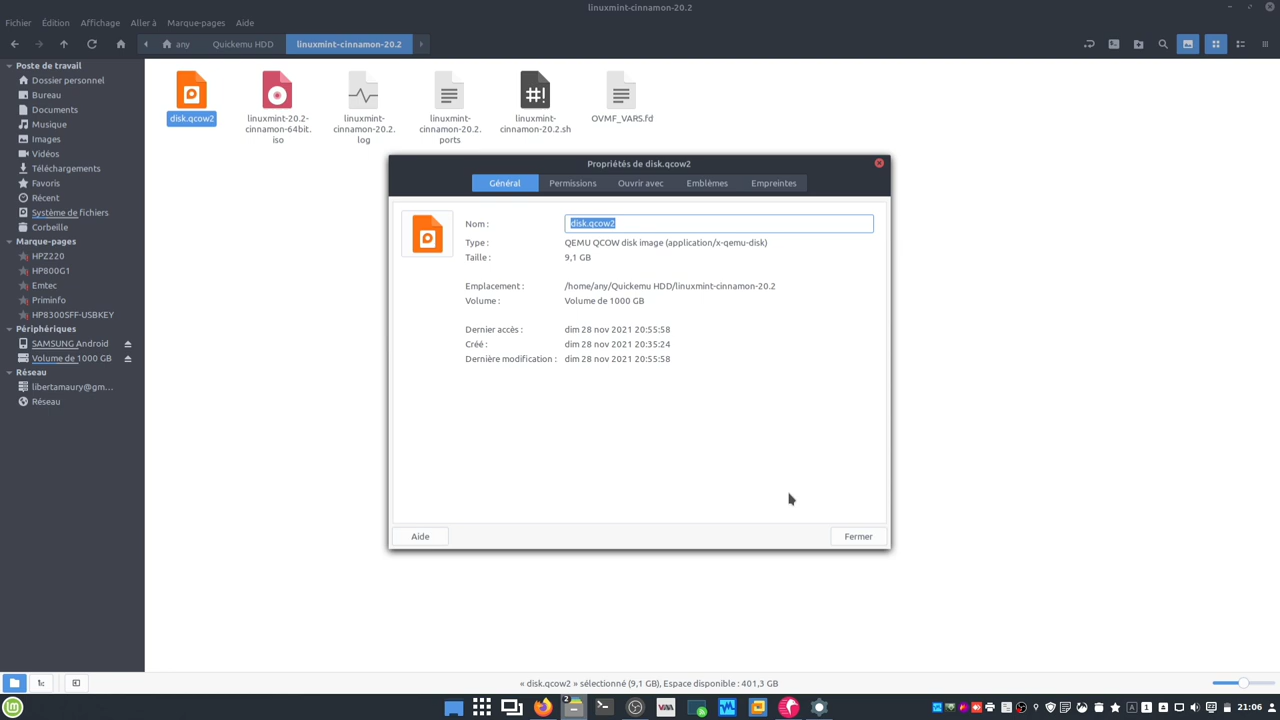 linuxmint-cinnamon-20.2
Fichier Édition Affichage Aller à Marque-pages Aide
any Quickemu HDD linuxmint-cinnamon-20.2
Poste de travail
Dossier personnel
Bureau
Documents
Musique
Images
Vidéos
Téléchargements
Favoris
Récent
Système de fichiers
Corbeille
Marque-pages
HPZ220
HP800G1
Emtec
Priminfo
HP8300SFF-USBKEY
Périphériques
SAMSUNG Android
Volume de 1000 GB
Réseau
libertamaury@gm...
Réseau
disk.qcow2
linuxmint-20.2-
cinnamon-64bit.
iso
linuxmint-
cinnamon-20.2.
log
linuxmint-
cinnamon-20.2.
ports
#!
linuxmint-
cinnamon-20.2.sh
OVMF_VARS.fd
Propriétés de disk.qcow2
Général Permissions Ouvrir avec Emblèmes Empreintes
Nom : disk.qcow2
Type : QEMU QCOW disk image (application/x-qemu-disk)
Taille : 9,1 GB
Emplacement : /home/any/Quickemu HDD/linuxmint-cinnamon-20.2
Volume : Volume de 1000 GB
Dernier accès : dim 28 nov 2021 20:55:58
Créé : dim 28 nov 2021 20:35:24
Dernière modification : dim 28 nov 2021 20:55:58
Aide Fermer
« disk.qcow2 » sélectionné (9,1 GB), Espace disponible : 401,3 GB
2
A 1 21:06